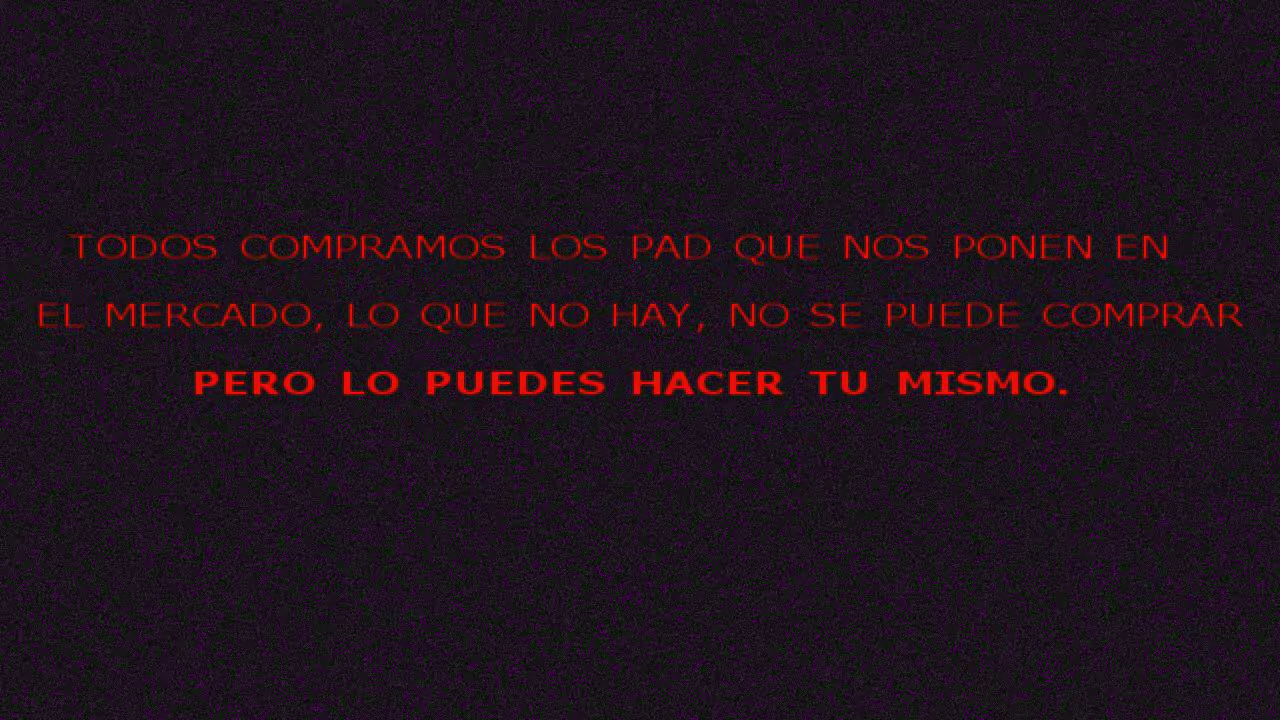 TODOS COMPRAMOS LOS PAD QUE NOS PONEN EN
EL MERCADO, LO QUE NO HAY, NO SE PUEDE COMPRAR
PERO LO PUEDES HACER TU MISMO.